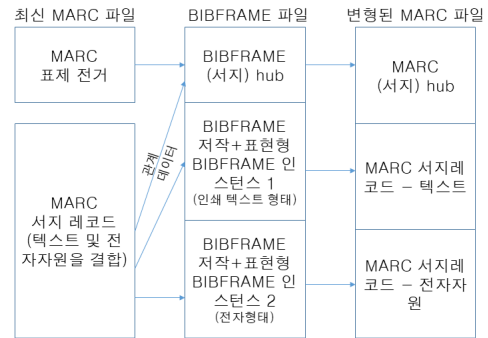 최신 MARC 파일
BIBFRAME 파일
변형된 MARC 파일
MARC
표제 전거
BIBFRAME
(서지) hub
MARC
(서지) hub
관계
데이터
MARC
서지 레코드
(텍스트 및 전
자자원을 결합)
BIBFRAME
저작+표현형
BIBFRAME 인
스턴스 1
(인쇄 텍스트 형태)
MARC 서지레
코드 – 텍스트
BIBFRAME
저작+표현형
BIBFRAME 인
스턴스 2
(전자형태)
MARC 서지레
코드 – 전자자
원